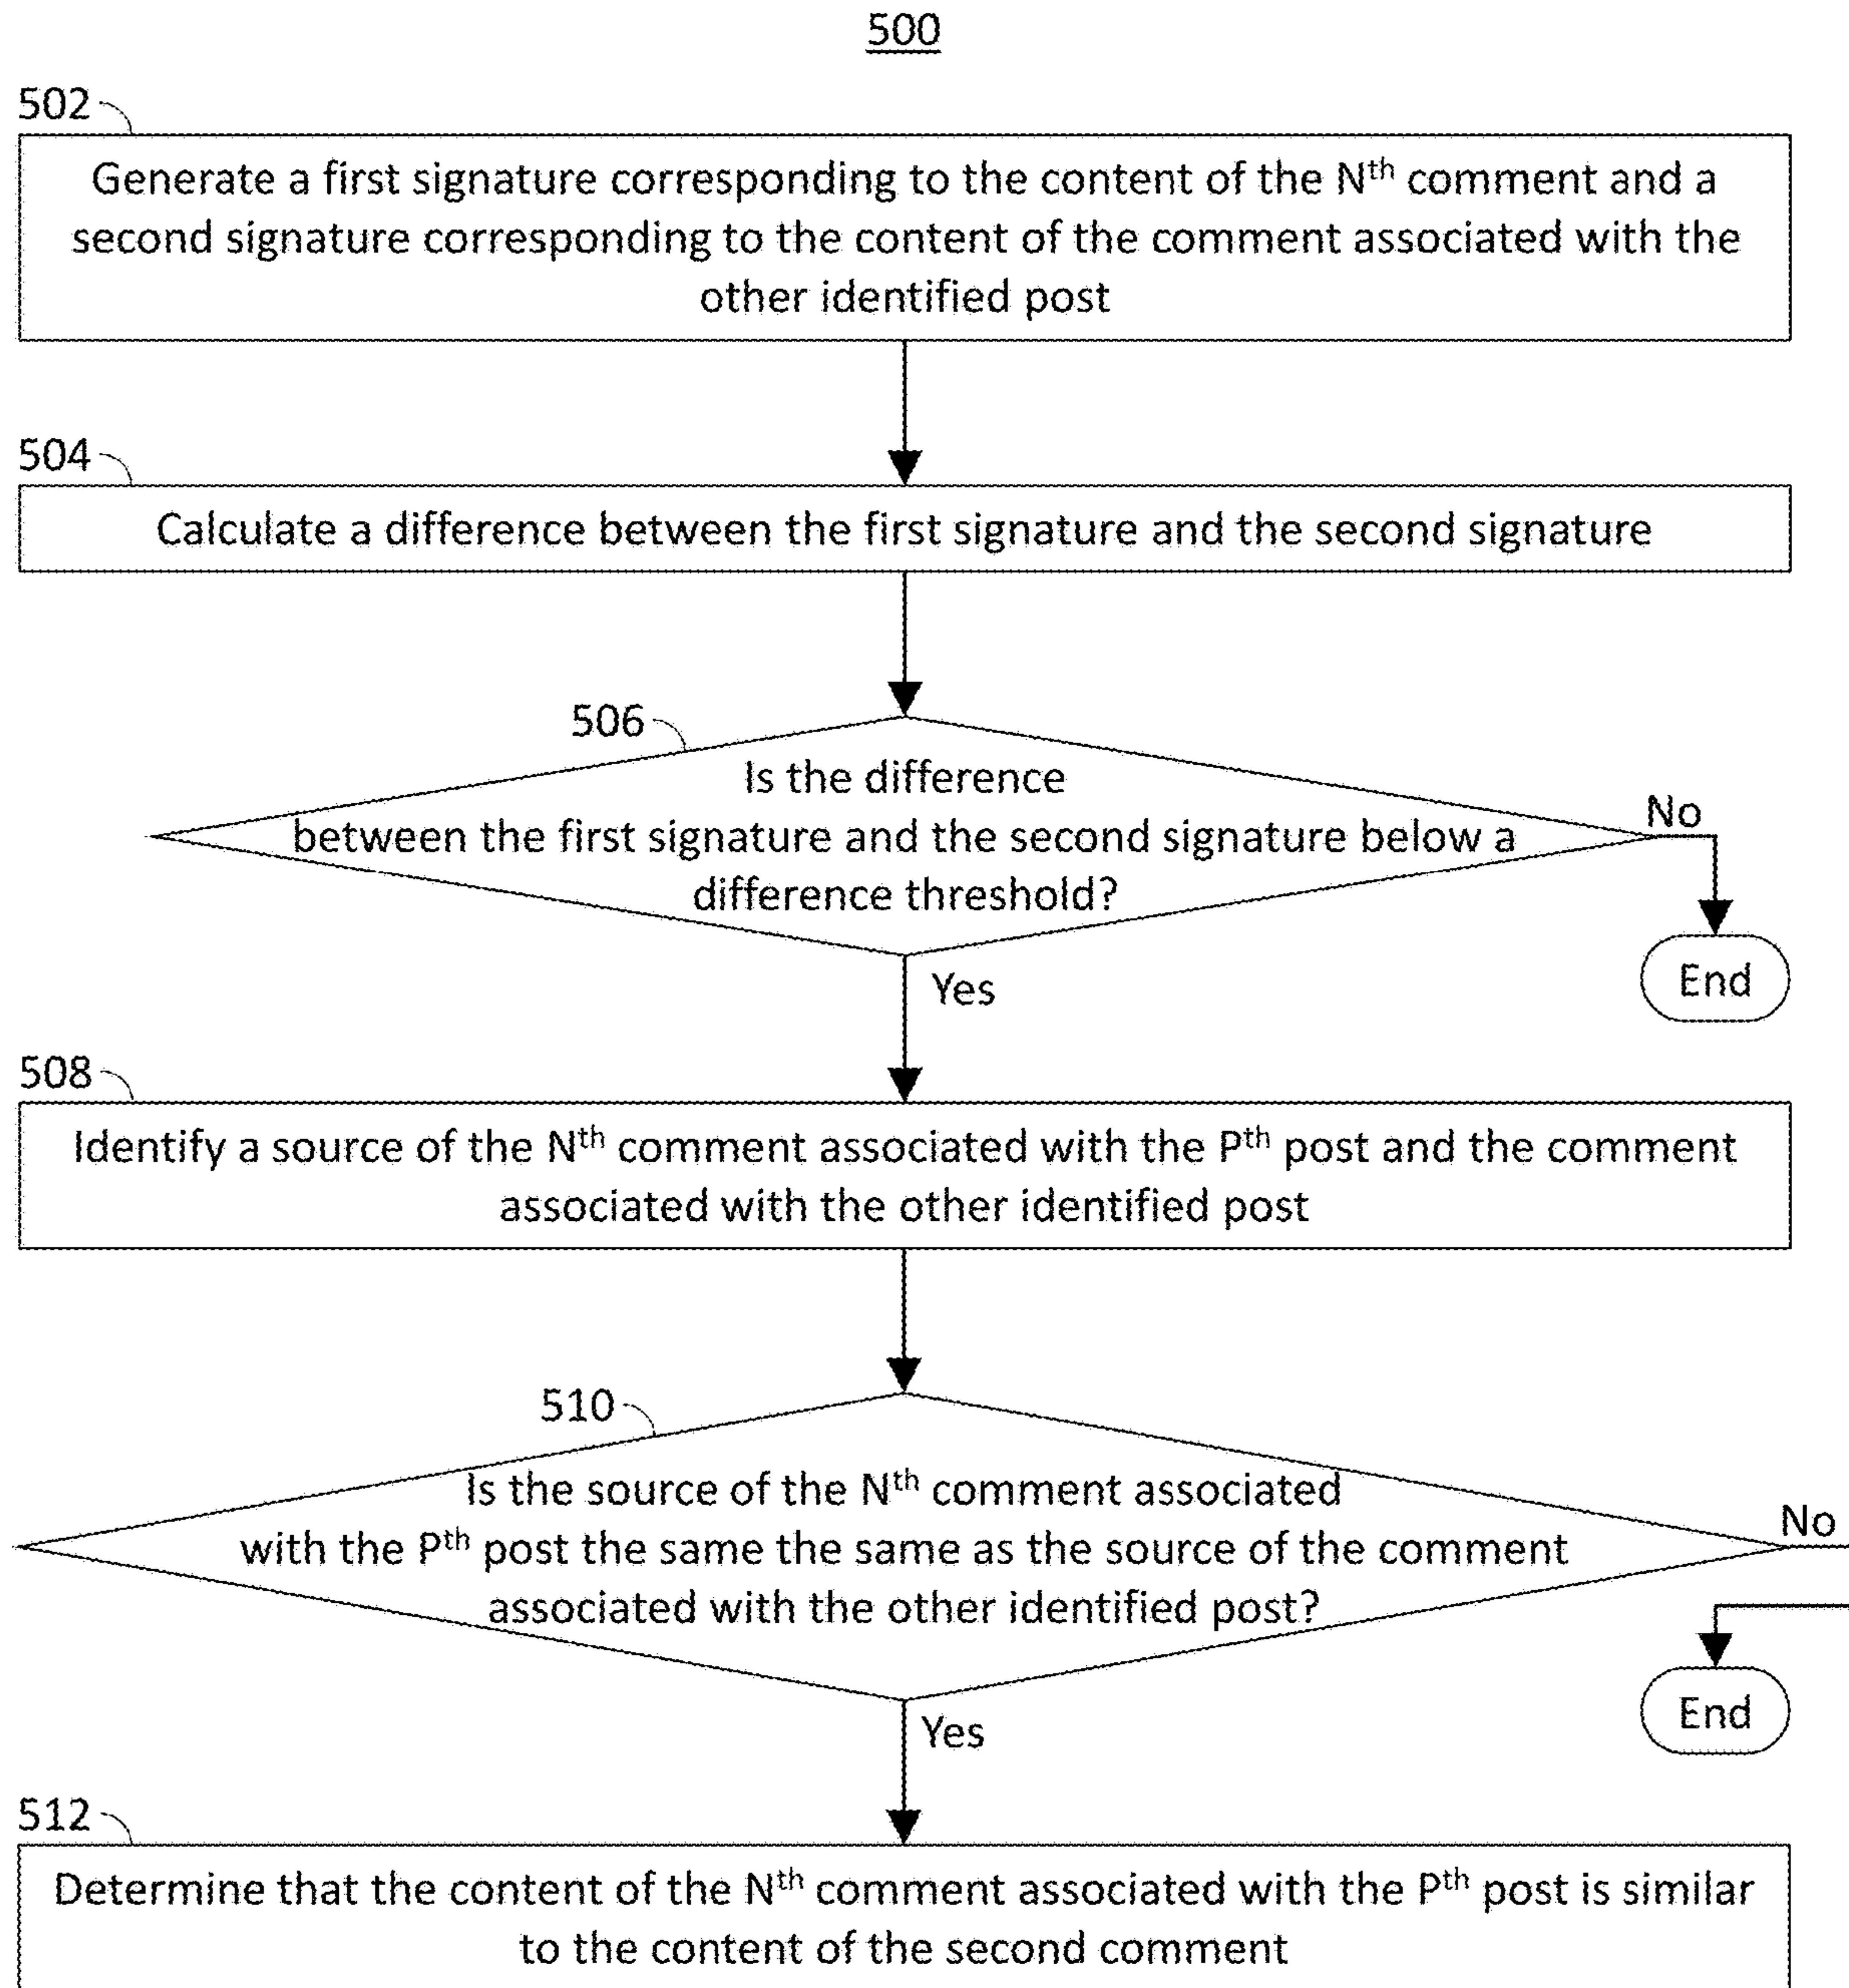 500
502
Generate a first signature corresponding to the content of the Nth comment and a
second signature corresponding to the content of the comment associated with the
other identified post
504
Calculate a difference between the first signature and the second signature
506
Is the difference
between the first signature and the second signature below a
difference threshold?
No
End
Yes
508
Identify a source of the Nth comment associated with the Pth post and the comment
associated with the other identified post
510
Is the source of the Nth comment associated
with the Pth post the same the same as the source of the comment
associated with the other identified post?
No
End
Yes
512
Determine that the content of the Nth comment associated with the Pth post is similar
to the content of the second comment